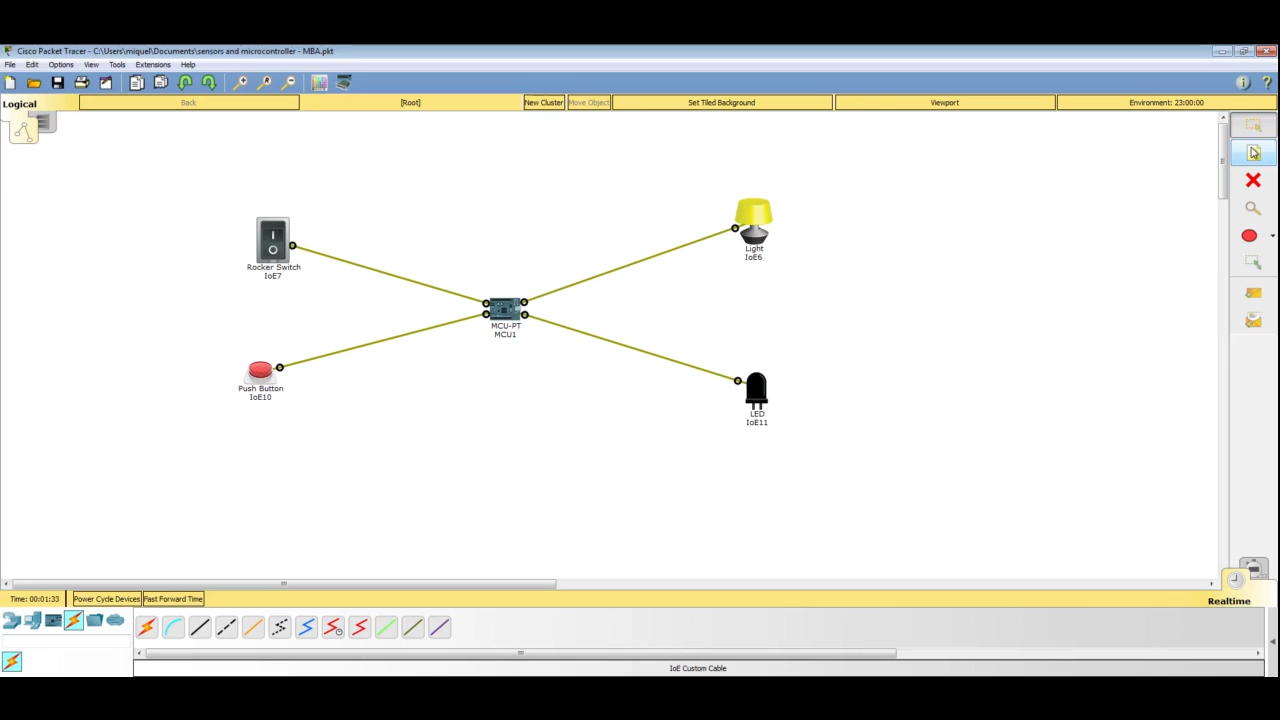 Cisco Packet Tracer - C:\Users\miquel\Documents\sensors and microcontroller - MBA.pkt
File Edit Options View Tools Extensions Help
Logical Back [Root] New Cluster Move Object Set Tiled Background Viewport Environment: 23:00:00
Rocker Switch
IoE7
Light
IoE6
MCU-PT
MCU1
Push Button
IoE10
LED
IoE11
Time: 00:01:33 Power Cycle Devices Fast Forward Time
Realtime
IoE Custom Cable